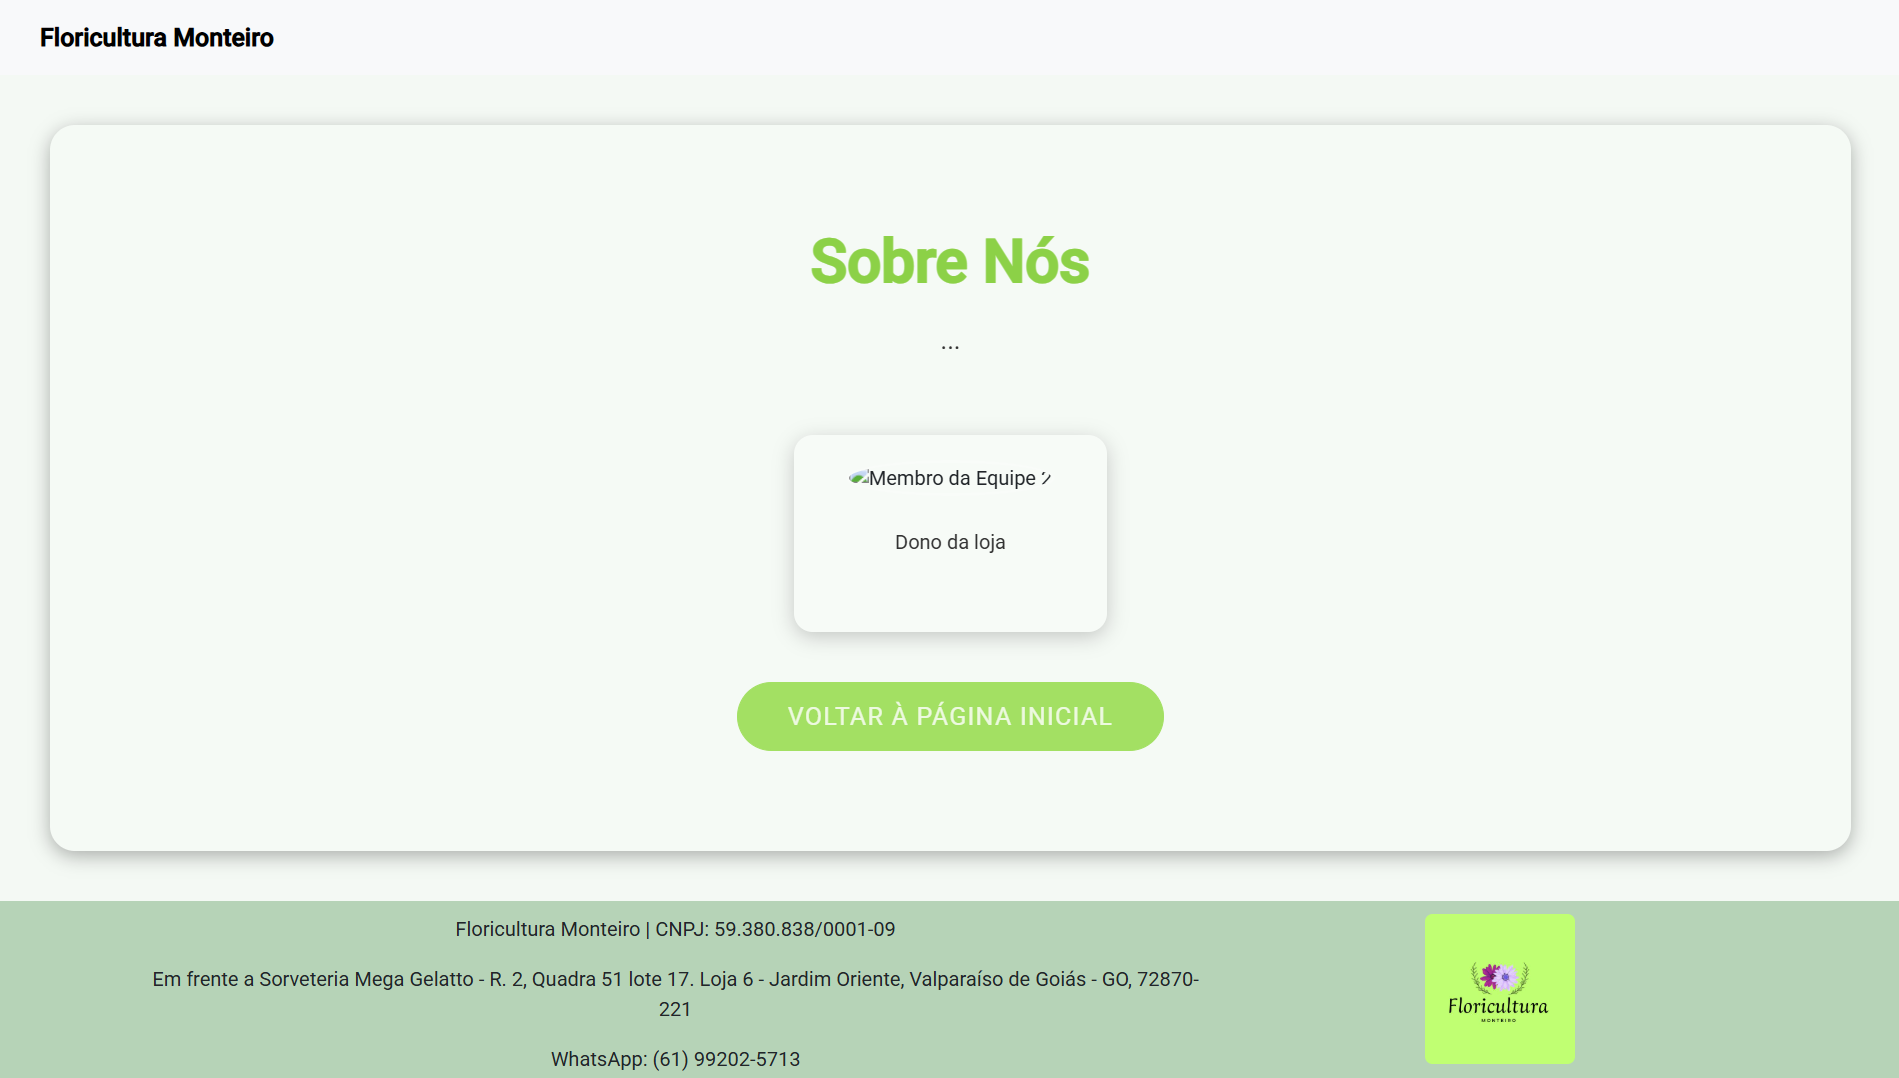 Floricultura Monteiro
Sobre Nós
...
Membro da Equipe 2
Dono da loja
VOLTAR À PÁGINA INICIAL
Floricultura Monteiro | CNPJ: 59.380.838/0001-09
Em frente a Sorveteria Mega Gelatto - R. 2, Quadra 51 lote 17. Loja 6 - Jardim Oriente, Valparaíso de Goiás - GO, 72870-
221
WhatsApp: (61) 99202-5713
Floricultura
MONTEIRO